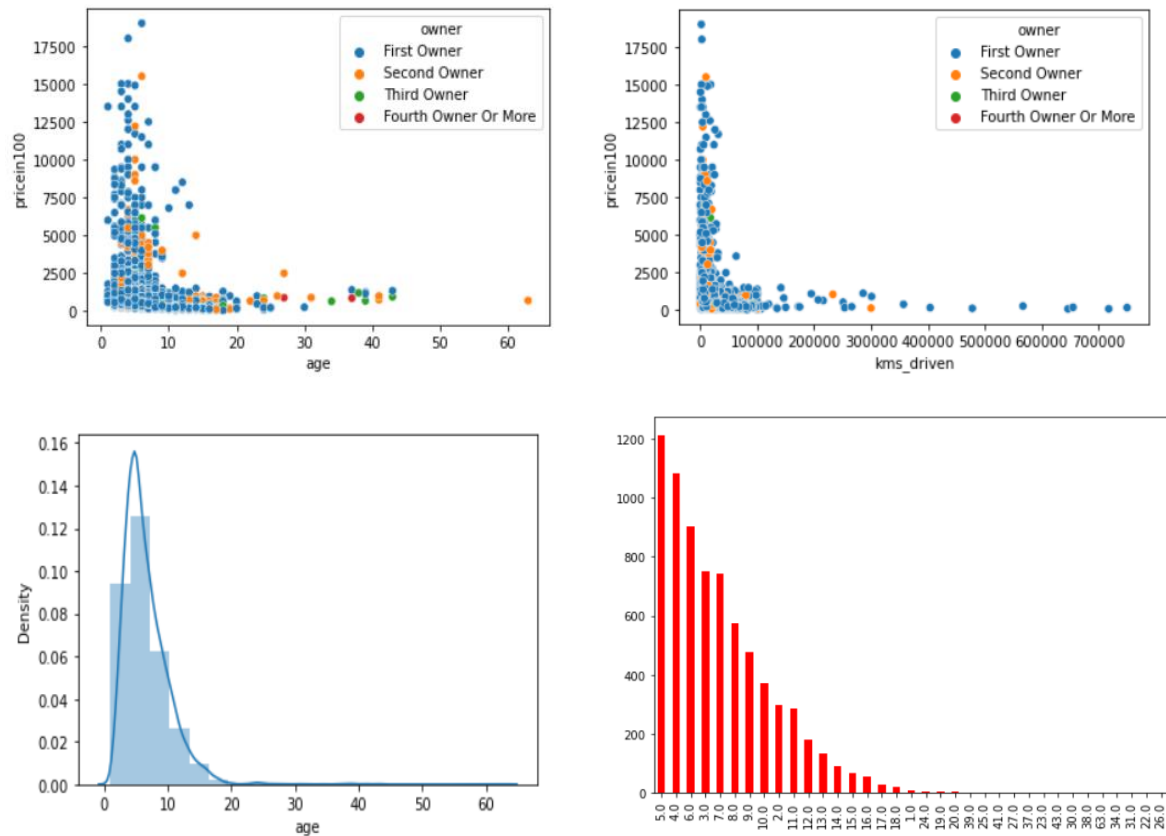 owner
First Owner
Second Owner
Third Owner
Fourth Owner Or More
17500
15000
12500
10000
7500
5000
2500
0
pricein100
0 10 20 30 40 50 60
age
owner
First Owner
Second Owner
Third Owner
Fourth Owner Or More
17500
15000
12500
10000
7500
5000
2500
0
pricein100
0 100000 200000 300000 400000 500000 600000 700000
kms_driven
0.16
0.14
0.12
0.10
0.08
0.06
0.04
0.02
0.00
Density
0 10 20 30 40 50 60
age
1200
1000
800
600
400
200
0
5.0 4.0 6.0 3.0 7.0 8.0 9.0 10.0 2.0 11.0 12.0 13.0 14.0 15.0 16.0 17.0 18.0 1.0 24.0 19.0 20.0 39.0 25.0 41.0 27.0 37.0 23.0 43.0 30.0 38.0 63.0 34.0 31.0 22.0 26.0